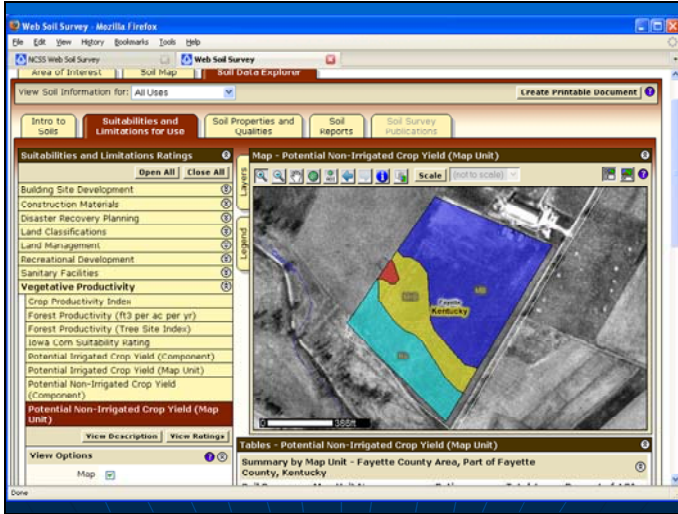 Web Soil Survey - Mozilla Firefox
File Edit View History Bookmarks Tools Help
NCSS Web Soil Survey Web Soil Survey
Area of Interest Soil Map Soil Data Explorer
View Soil Information for: All Uses Create Printable Document
Intro to Soils
Suitabilities and Limitations for Use
Soil Properties and Qualities
Soil Reports
Soil Survey Publications
Suitabilities and Limitations Ratings
Open All Close All
Building Site Development
Construction Materials
Disaster Recovery Planning
Land Classifications
Land Management
Recreational Development
Sanitary Facilities
Vegetative Productivity
Crop Productivity Index
Forest Productivity (ft3 per ac per yr)
Forest Productivity (Tree Site Index)
Iowa Corn Suitability Rating
Potential Irrigated Crop Yield (Component)
Potential Irrigated Crop Yield (Map Unit)
Potential Non-Irrigated Crop Yield
(Component)
Potential Non-Irrigated Crop Yield (Map
Unit)
View Description View Ratings
View Options
Map
Map - Potential Non-Irrigated Crop Yield (Map Unit)
Scale (not to scale)
Layers
Legend
Fayette
Kentucky
0 366ft
Tables - Potential Non-Irrigated Crop Yield (Map Unit)
Summary by Map Unit - Fayette County Area, Part of Fayette
County, Kentucky
Done